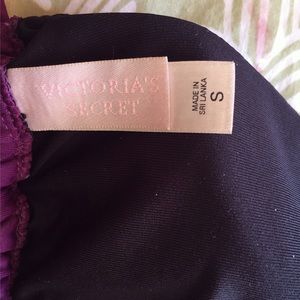 VICTORIA'S
SECRET
MADE IN
SRI LANKA
S